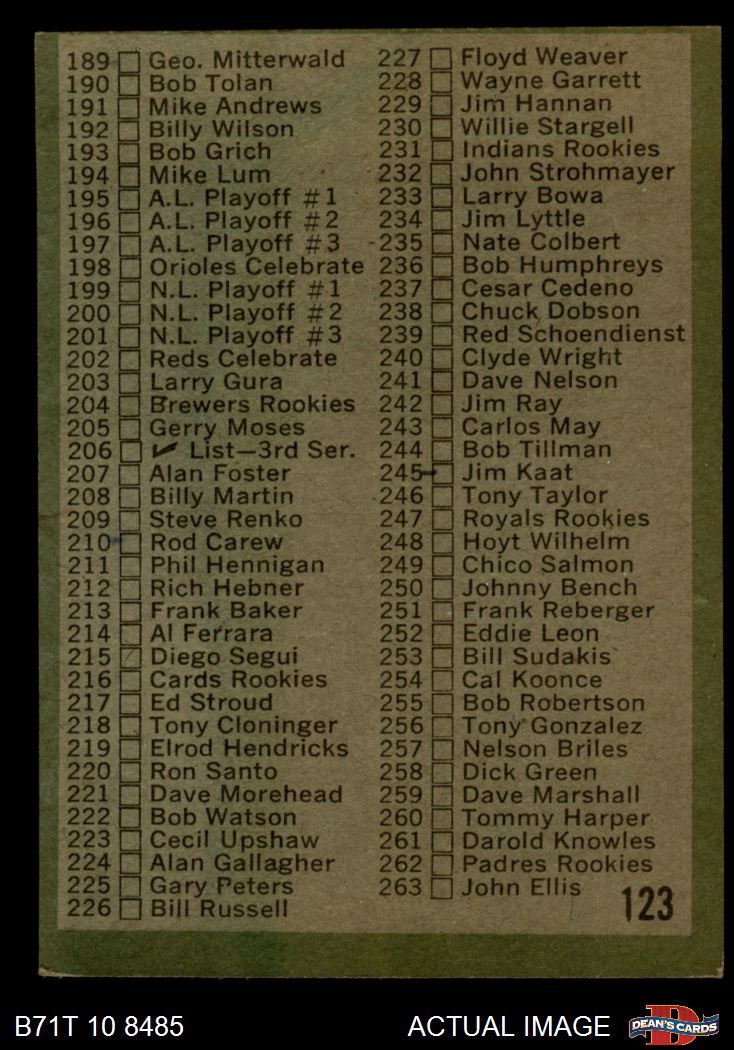 189 Geo. Mitterwald
190 Bob Tolan
191 Mike Andrews
192 Billy Wilson
193 Bob Grich
194 Mike Lum
195 A.L. Playoff #1
196 A.L. Playoff #2
197 A.L. Playoff #3
198 Orioles Celebrate
199 N.L. Playoff #1
200 N.L. Playoff #2
201 N.L. Playoff #3
202 Reds Celebrate
203 Larry Gura
204 Brewers Rookies
205 Gerry Moses
206 ✔ List—3rd Ser.
207 Alan Foster
208 Billy Martin
209 Steve Renko
210 Rod Carew
211 Phil Hennigan
212 Rich Hebner
213 Frank Baker
214 Al Ferrara
215 Diego Segui
216 Cards Rookies
217 Ed Stroud
218 Tony Cloninger
219 Elrod Hendricks
220 Ron Santo
221 Dave Morehead
222 Bob Watson
223 Cecil Upshaw
224 Alan Gallagher
225 Gary Peters
226 Bill Russell
227 Floyd Weaver
228 Wayne Garrett
229 Jim Hannan
230 Willie Stargell
231 Indians Rookies
232 John Strohmayer
233 Larry Bowa
234 Jim Lyttle
235 Nate Colbert
236 Bob Humphreys
237 Cesar Cedeno
238 Chuck Dobson
239 Red Schoendienst
240 Clyde Wright
241 Dave Nelson
242 Jim Ray
243 Carlos May
244 Bob Tillman
245 Jim Kaat
246 Tony Taylor
247 Royals Rookies
248 Hoyt Wilhelm
249 Chico Salmon
250 Johnny Bench
251 Frank Reberger
252 Eddie Leon
253 Bill Sudakis
254 Cal Koonce
255 Bob Robertson
256 Tony Gonzalez
257 Nelson Briles
258 Dick Green
259 Dave Marshall
260 Tommy Harper
261 Darold Knowles
262 Padres Rookies
263 John Ellis
123
B71T 10 8485
ACTUAL IMAGE
D
DEAN'S CARDS